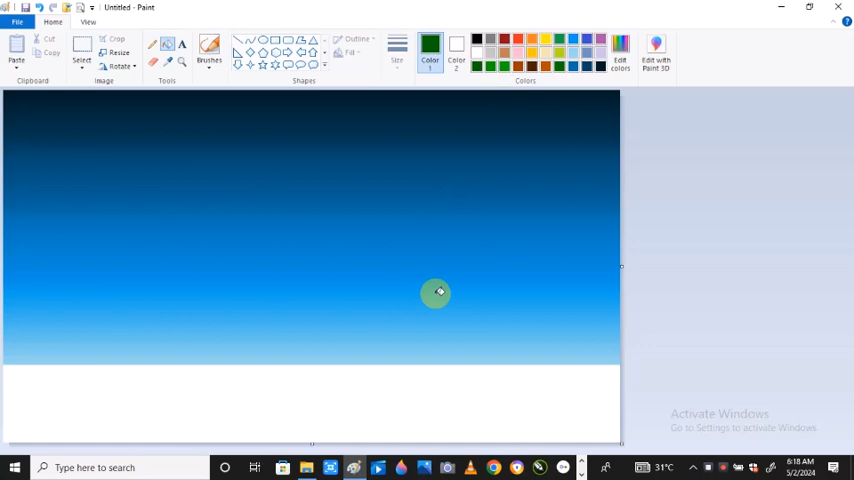 Untitled - Paint
File Home View
Paste
Cut
Copy
Clipboard
Select
Crop
Resize
Rotate
Image
A
Tools
Brushes
Outline
Fill
Shapes
Size
Color
1
Color
2
Edit
colors
Colors
Edit with
Paint 3D
Activate Windows
Go to Settings to activate Windows.
Type here to search
31°C
6:18 AM
5/2/2024